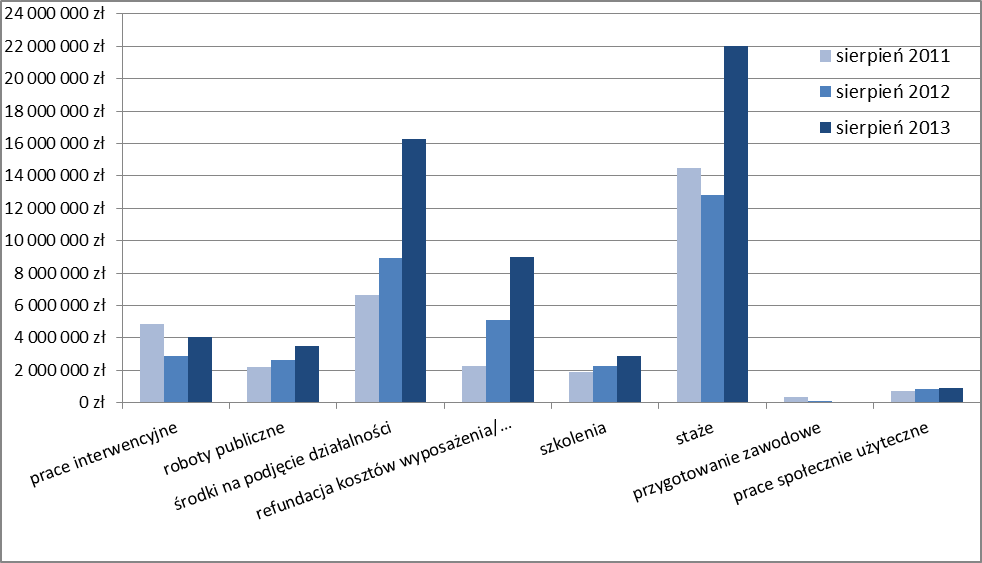 24 000 000 zł
22 000 000 zł
20 000 000 zł
18 000 000 zł
16 000 000 zł
14 000 000 zł
12 000 000 zł
10 000 000 zł
8 000 000 zł
6 000 000 zł
4 000 000 zł
2 000 000 zł
0 zł
sierpień 2011
sierpień 2012
sierpień 2013
prace interwencyjne
roboty publiczne
środki na podjęcie działalności
refundacja kosztów wyposażenia/…
szkolenia
staże
przygotowanie zawodowe
prace społecznie użyteczne